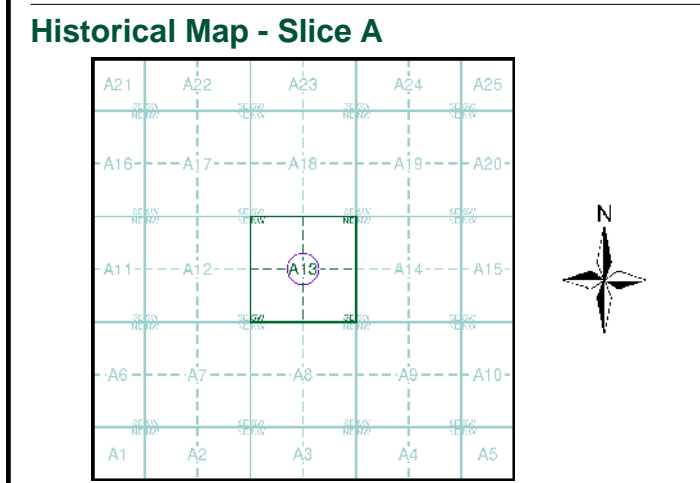 Historical Map - Slice A
A21 A22 A23 A24 A25
A16 A17 A18 A19 A20
N
A11 A12 A13 A14 A15
A6 A7 A8 A9 A10
A1 A2 A3 A4 A5